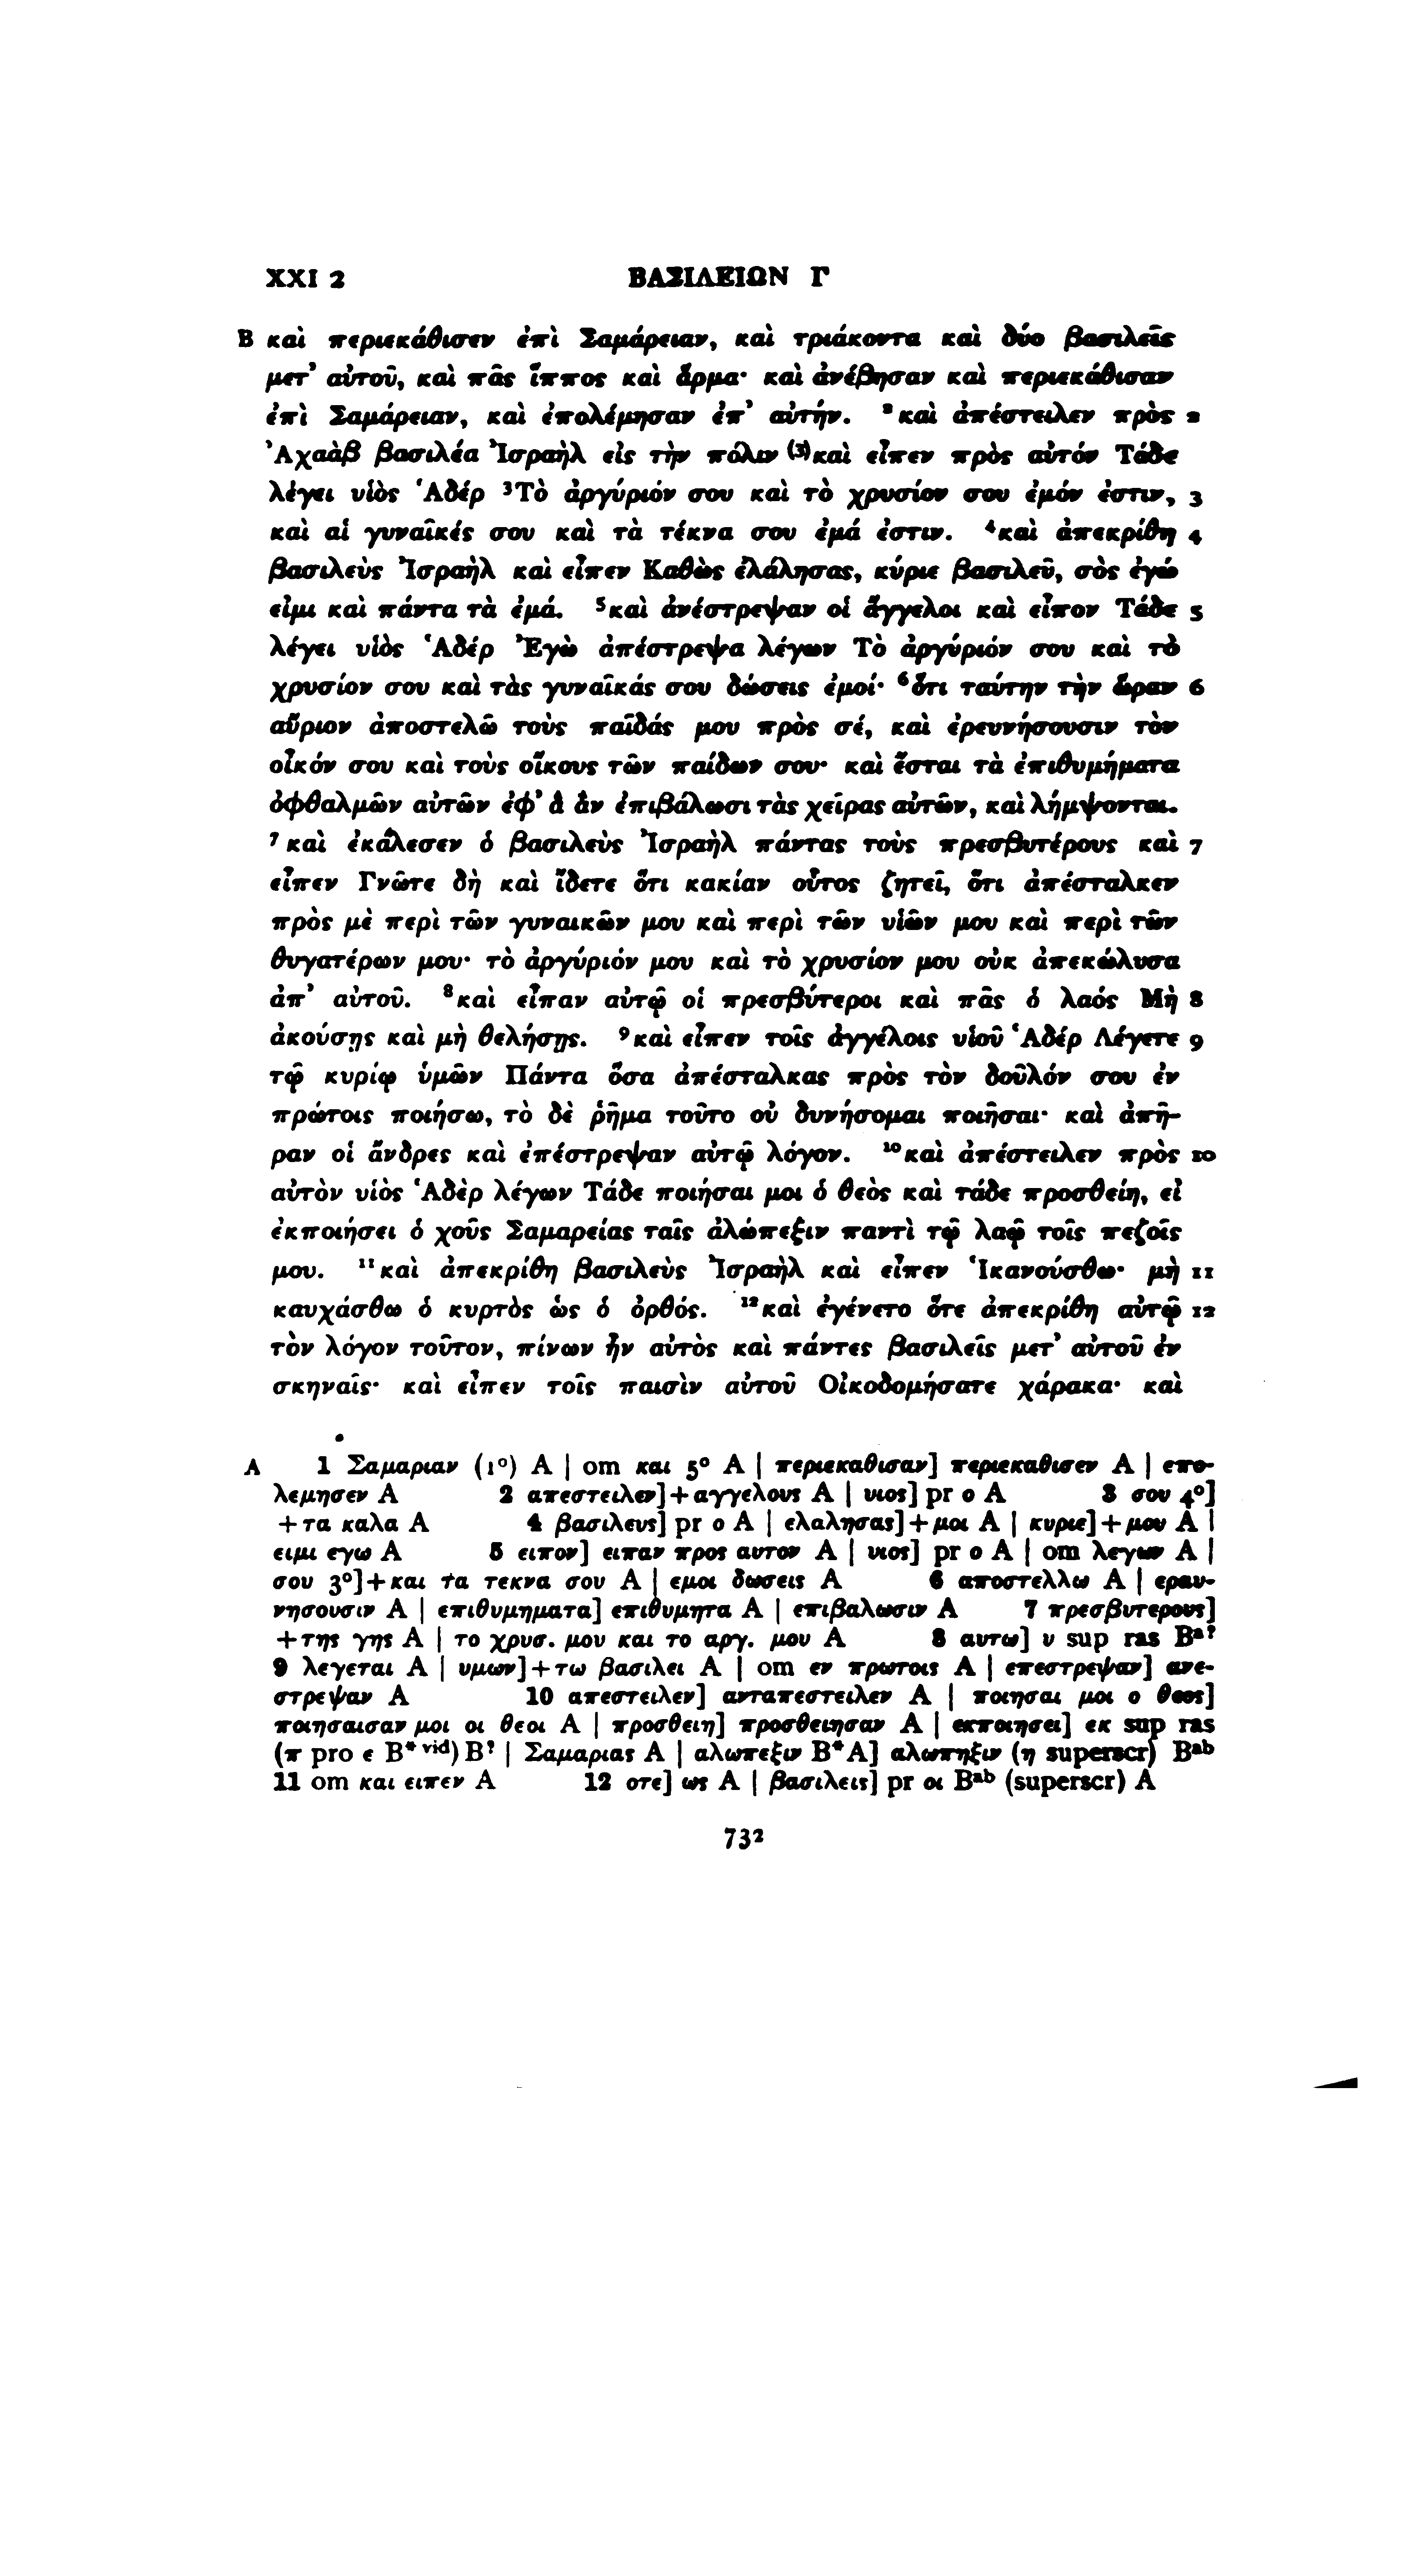 XXI 2 ΒΑΣΙΛΕΙΩΝ Γ
B καὶ περιεκάθισεν ἐπὶ Σαμάρειαν, καὶ τριάκοντα καὶ δύο βασιλεῖς
μετ᾽ αὐτοῦ, καὶ πᾶς ἵππος καὶ ἅρμα· καὶ ἀνέβησαν καὶ περιεκάθισαν
ἐπὶ Σαμάρειαν, καὶ ἐπολέμησαν ἐπ᾽ αὐτήν. ²καὶ ἀπέστειλεν πρὸς 2
Ἀχαὰβ βασιλέα Ἰσραὴλ εἰς τὴν πόλιν ⁽³⁾καὶ εἶπεν πρὸς αὐτόν Τάδε
λέγει υἱὸς Ἁδέρ ³Τὸ ἀργύριόν σου καὶ τὸ χρυσίον σου ἐμόν ἐστιν, 3
καὶ αἱ γυναῖκές σου καὶ τὰ τέκνα σου ἐμά ἐστιν. ⁴καὶ ἀπεκρίθη 4
βασιλεὺς Ἰσραὴλ καὶ εἶπεν Καθὼς ἐλάλησας, κύριε βασιλεῦ, σὸς ἐγώ
εἰμι καὶ πάντα τὰ ἐμά. ⁵καὶ ἀνέστρεψαν οἱ ἄγγελοι καὶ εἶπον Τάδε 5
λέγει υἱὸς Ἁδέρ Ἐγὼ ἀπέστρεψα λέγων Τὸ ἀργύριόν σου καὶ τὸ
χρυσίον σου καὶ τὰς γυναῖκάς σου δώσεις ἐμοί· ⁶ὅτι ταύτην τὴν ὥραν 6
αὔριον ἀποστελῶ τοὺς παῖδάς μου πρὸς σέ, καὶ ἐρευνήσουσιν τὸν
οἶκόν σου καὶ τοὺς οἴκους τῶν παίδων σου· καὶ ἔσται τὰ ἐπιθυμήματα
ὀφθαλμῶν αὐτῶν ἐφ᾽ ἃ ἂν ἐπιβάλωσι τὰς χεῖρας αὐτῶν, καὶ λήμψονται.
⁷καὶ ἐκάλεσεν ὁ βασιλεὺς Ἰσραὴλ πάντας τοὺς πρεσβυτέρους καὶ 7
εἶπεν Γνῶτε δὴ καὶ ἴδετε ὅτι κακίαν οὗτος ζητεῖ, ὅτι ἀπέσταλκεν
πρὸς μὲ περὶ τῶν γυναικῶν μου καὶ περὶ τῶν υἱῶν μου καὶ περὶ τῶν
θυγατέρων μου· τὸ ἀργύριόν μου καὶ τὸ χρυσίον μου οὐκ ἀπεκώλυσα
ἀπ᾽ αὐτοῦ. ⁸καὶ εἶπαν αὐτῷ οἱ πρεσβύτεροι καὶ πᾶς ὁ λαός Μὴ 8
ἀκούσῃς καὶ μὴ θελήσῃς. ⁹καὶ εἶπεν τοῖς ἀγγέλοις υἱοῦ Ἁδέρ Λέγετε 9
τῷ κυρίῳ ὑμῶν Πάντα ὅσα ἀπέσταλκας πρὸς τὸν δοῦλόν σου ἐν
πρώτοις ποιήσω, τὸ δὲ ῥῆμα τοῦτο οὐ δυνήσομαι ποιῆσαι· καὶ ἀπῆ-
ραν οἱ ἄνδρες καὶ ἐπέστρεψαν αὐτῷ λόγον. ¹⁰καὶ ἀπέστειλεν πρὸς 10
αὐτὸν υἱὸς Ἁδὲρ λέγων Τάδε ποιήσαι μοι ὁ θεὸς καὶ τάδε προσθείη, εἰ
ἐκποιήσει ὁ χοῦς Σαμαρείας ταῖς ἀλώπεξιν παντὶ τῷ λαῷ τοῖς πεζοῖς
μου. ¹¹καὶ ἀπεκρίθη βασιλεὺς Ἰσραὴλ καὶ εἶπεν Ἱκανούσθω· μὴ 11
καυχάσθω ὁ κυρτὸς ὡς ὁ ὀρθός. ¹²καὶ ἐγένετο ὅτε ἀπεκρίθη αὐτῷ 12
τὸν λόγον τοῦτον, πίνων ἦν αὐτὸς καὶ πάντες βασιλεῖς μετ᾽ αὐτοῦ ἐν
σκηναῖς· καὶ εἶπεν τοῖς παισὶν αὐτοῦ Οἰκοδομήσατε χάρακα· καὶ
A 1 Σαμαριαν (1°) A | om και 5° A | περιεκαθισαν] περιεκαθισεν A | επο-
λεμησεν A 2 απεστειλεν]+αγγελους A | υιος] pr ο A 3 σου 4°]
+τα καλα A 4 βασιλευς] pr ο A | ελαλησας]+μοι A | κυριε]+μου A |
ειμι εγω A 5 ειπον] ειπαν προς αυτον A | υιος] pr ο A | om λεγων A |
σου 3°]+και τα τεκνα σου A | εμοι δωσεις A 6 αποστελλω A | εραυ-
νησουσιν A | επιθυμηματα] επιθυμητα A | επιβαλωσιν A 7 πρεσβυτερους]
+της γης A | το χρυσ. μου και το αργ. μου A 8 αυτω] υ sup ras Bᵃ?
9 λεγεται A | υμων]+τω βασιλει A | om εν πρωτοις A | επεστρεψαν] ανε-
στρεψαν A 10 απεστειλεν] ανταπεστειλεν A | ποιησαι μοι ο θεος]
ποιησαισαν μοι οι θεοι A | προσθειη] προσθειησαν A | εκποιησει] εκ sup ras
(π pro ε B* ᵛⁱᵈ) B? | Σαμαριας A | αλωπεξιν B*A] αλωπηξιν (η superscr) Bᵃᵇ
11 om και ειπεν A 12 οτε] ως A | βασιλεις] pr οι Bᵃᵇ (superscr) A
732